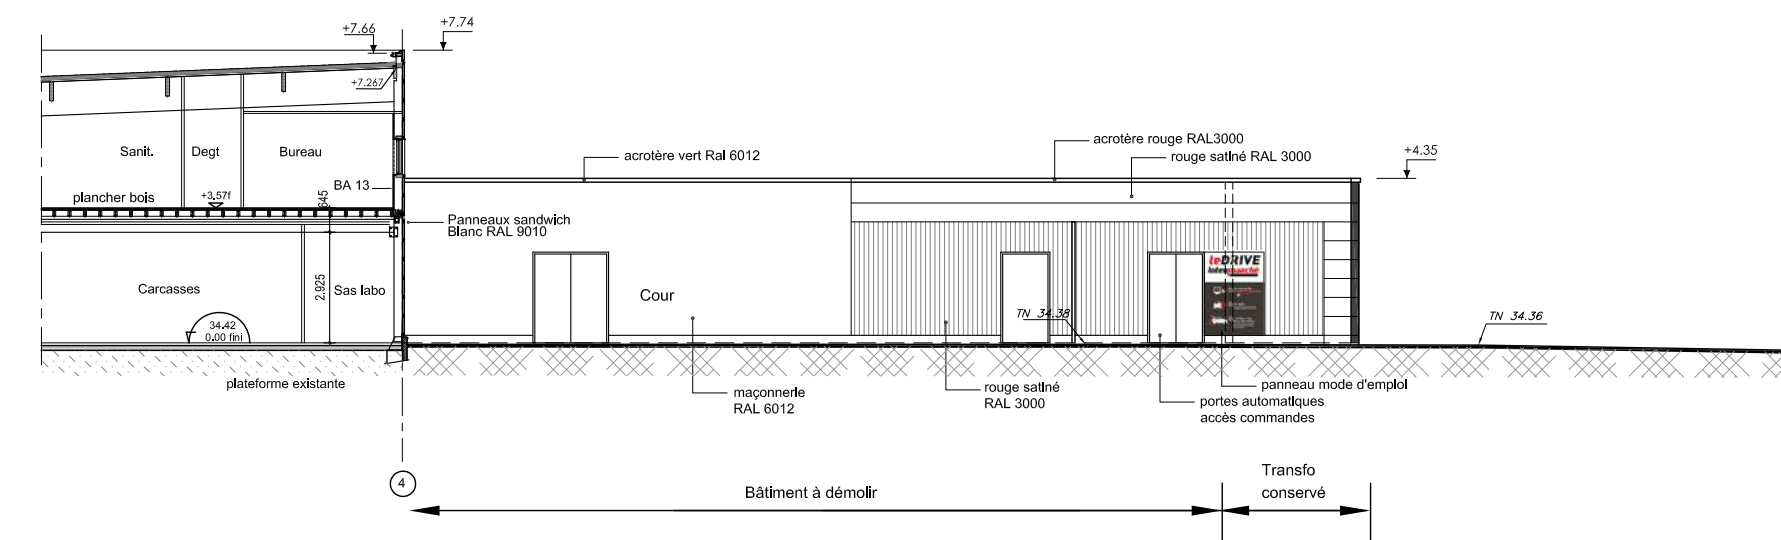 +7.66
+7.74
+7.267
Sanit.
Degt
Bureau
acrotère vert Ral 6012
acrotère rouge RAL3000
rouge satiné RAL 3000
+4.35
BA 13
plancher bois
+3.57f
645
Panneaux sandwich
Blanc RAL 9010
leDRIVE
Intermarché
Carcasses
2.925
Sas labo
Cour
34.42
0.00 fini
TN 34.38
TN 34.36
plateforme existante
maçonnerie
RAL 6012
rouge satiné
RAL 3000
panneau mode d'emploi
portes automatiques
accès commandes
4
Bâtiment à démolir
Transfo
conservé